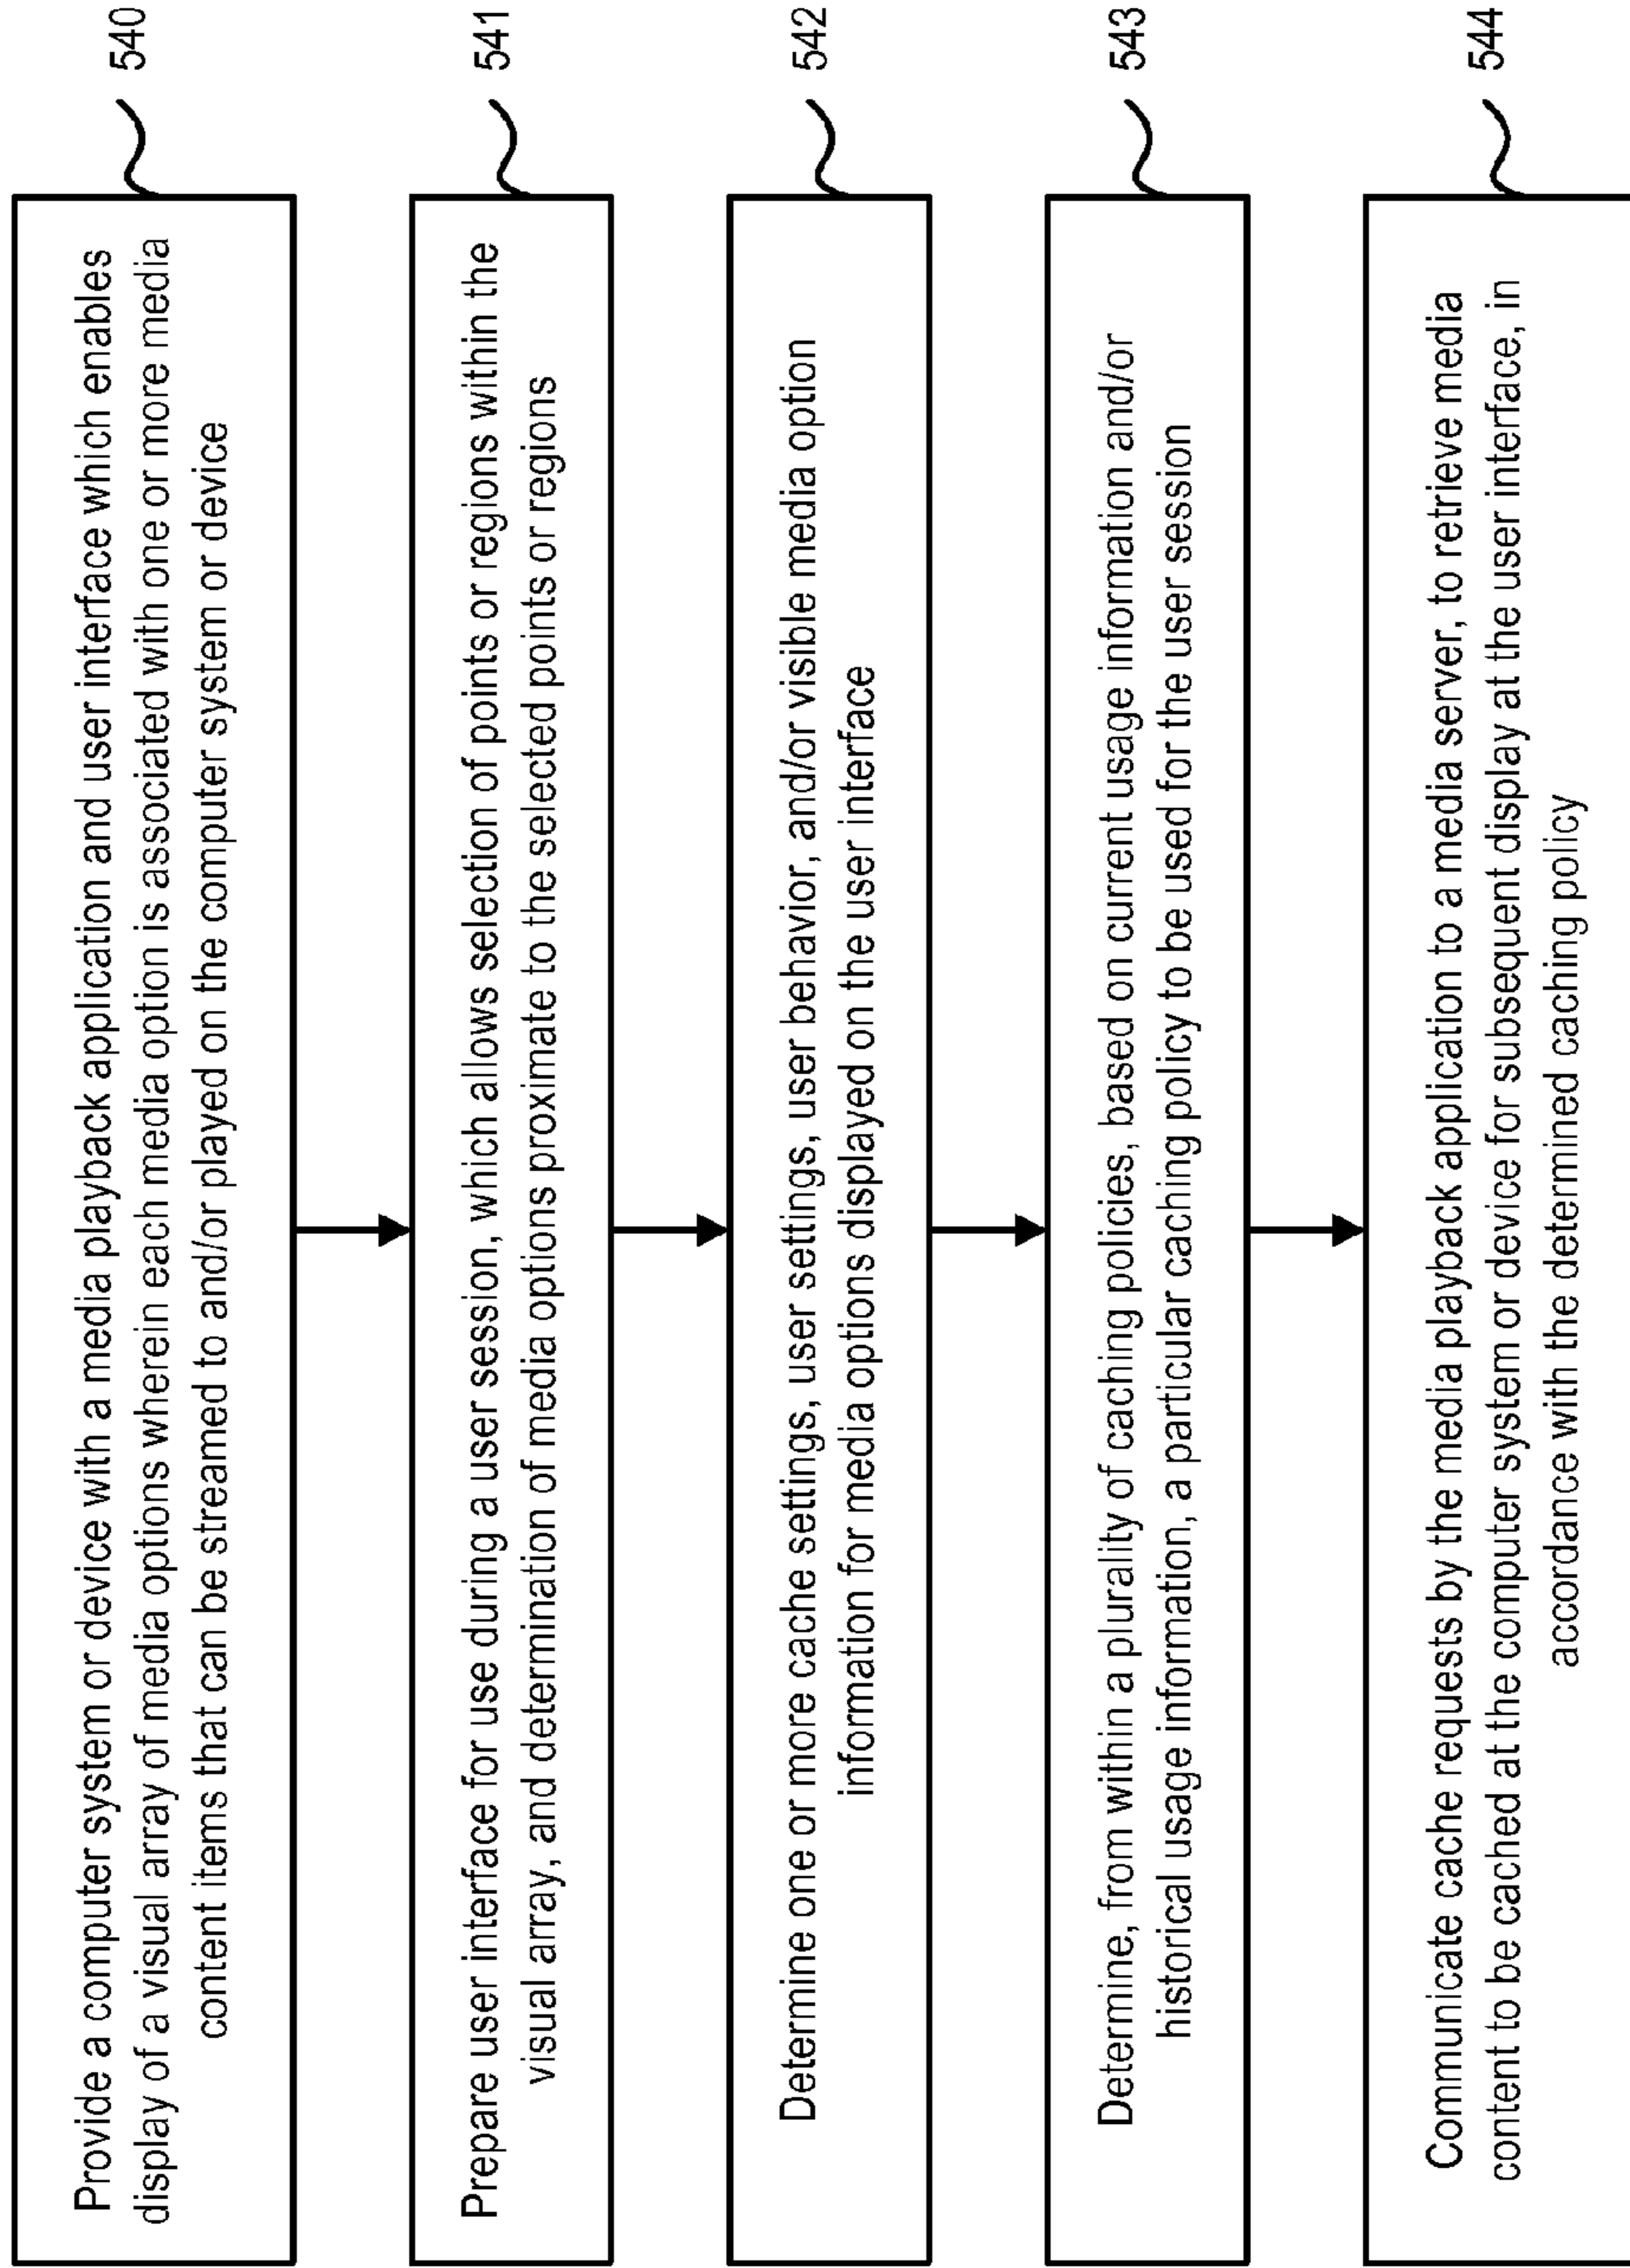 Provide a computer system or device with a media playback application and user interface which enables
display of a visual array of media options wherein each media option is associated with one or more media
content items that can be streamed to and/or played on the computer system or device
540
Prepare user interface for use during a user session, which allows selection of points or regions within the
visual array, and determination of media options proximate to the selected points or regions
541
Determine one or more cache settings, user settings, user behavior, and/or visible media option
information for media options displayed on the user interface
542
Determine, from within a plurality of caching policies, based on current usage information and/or
historical usage information, a particular caching policy to be used for the user session
543
Communicate cache requests by the media playback application to a media server, to retrieve media
content to be cached at the computer system or device for subsequent display at the user interface, in
accordance with the determined caching policy
544